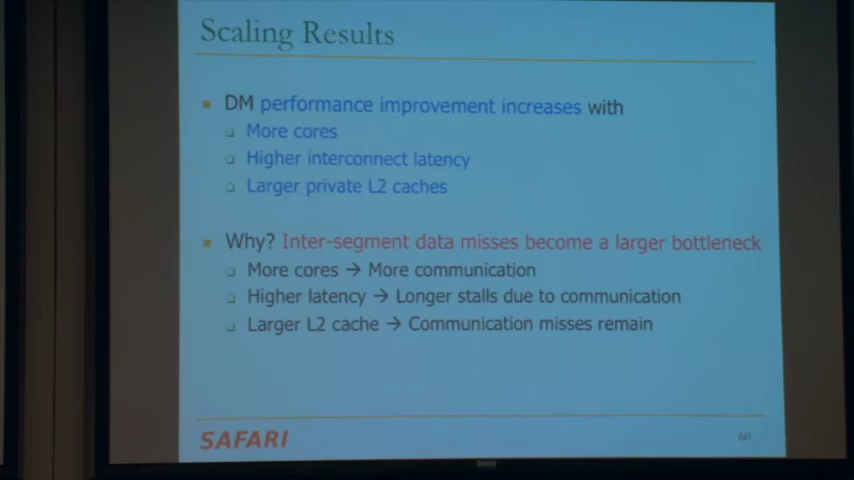 Scaling Results
DM performance improvement increases with
More cores
Higher interconnect latency
Larger private L2 caches
Why? Inter-segment data misses become a larger bottleneck
More cores → More communication
Higher latency → Longer stalls due to communication
Larger L2 cache → Communication misses remain
SAFARI
60